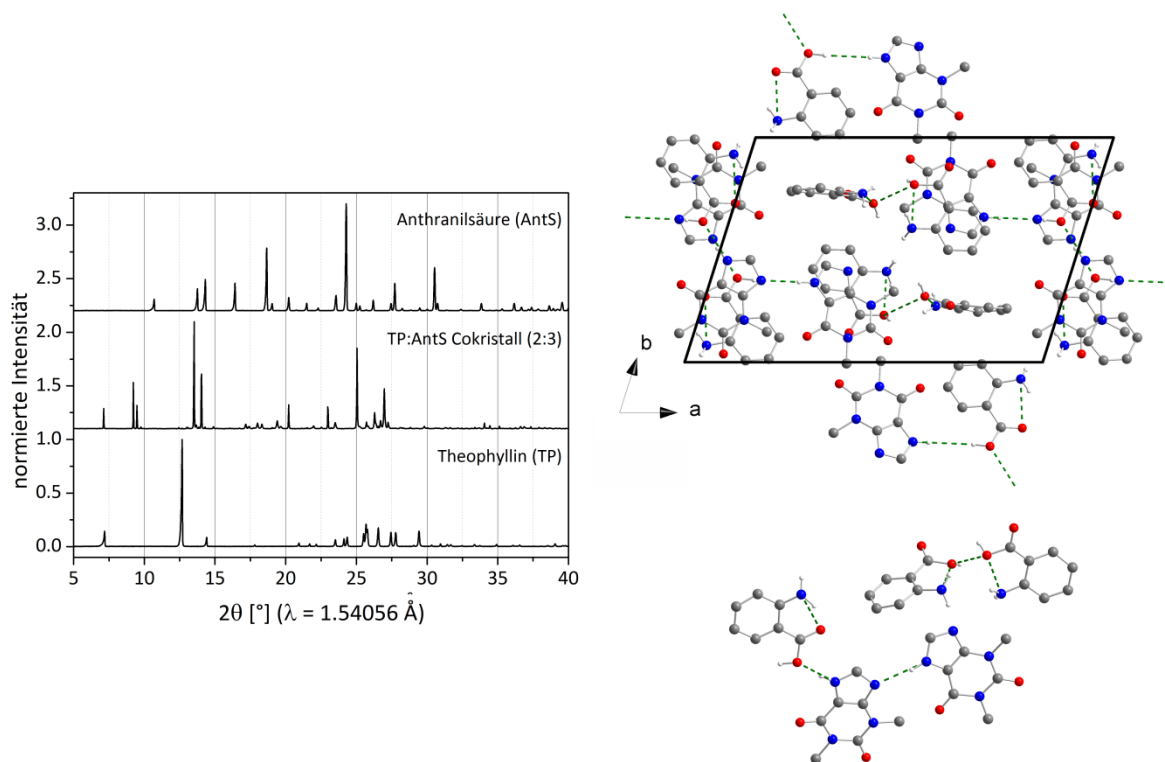 normierte Intensität
3.0
Anthranilsäure (AntS)
2.5
2.0
TP:AntS Cokristall (2:3)
1.5
1.0
Theophyllin (TP)
0.5
0.0
5 10 15 20 25 30 35 40
2θ [°] (λ = 1.54056 Å)
b
a